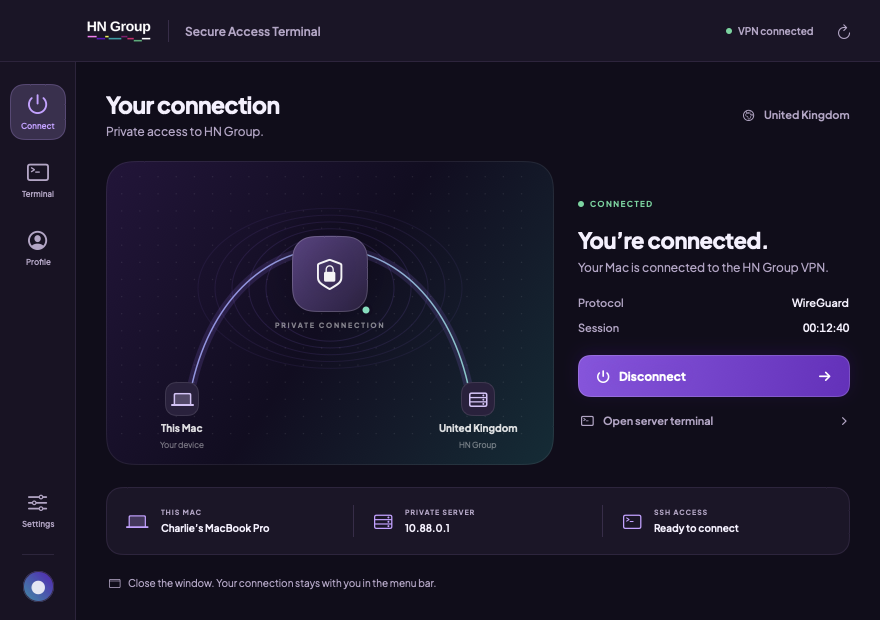 HN Group
Secure Access Terminal
VPN connected
Connect
Terminal
Profile
Settings
Your connection
Private access to HN Group.
United Kingdom
PRIVATE CONNECTION
This Mac
Your device
United Kingdom
HN Group
CONNECTED
You’re connected.
Your Mac is connected to the HN Group VPN.
Protocol WireGuard
Session 00:12:40
Disconnect
Open server terminal
THIS MAC
Charlie’s MacBook Pro
PRIVATE SERVER
10.88.0.1
SSH ACCESS
Ready to connect
Close the window. Your connection stays with you in the menu bar.